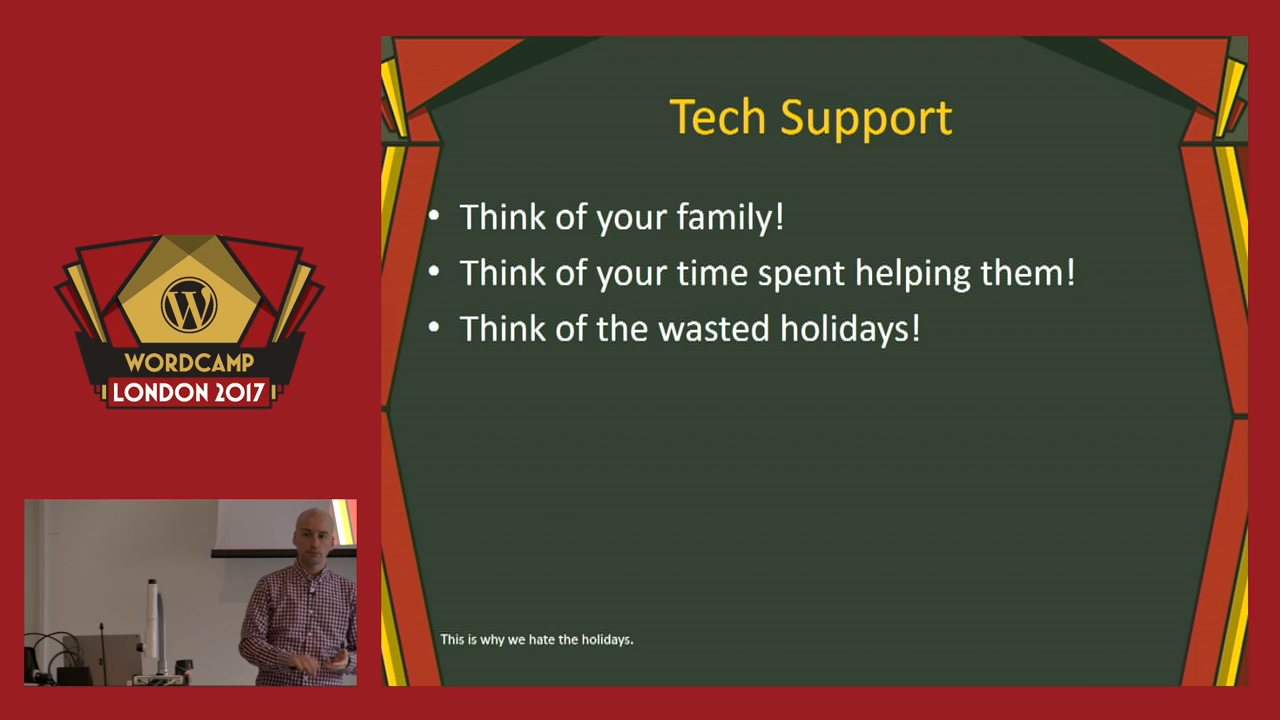 Tech Support
• Think of your family!
• Think of your time spent helping them!
• Think of the wasted holidays!
This is why we hate the holidays.
WORDCAMP
LONDON 2017